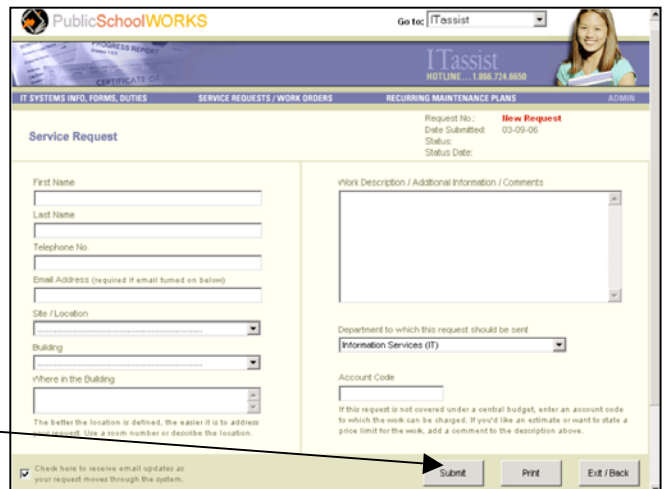 PublicSchoolWORKS
Go to: ITassist
PROGRESS REPORT
CERTIFICATE OF
ITassist
HOTLINE...1.866.724.6650
IT SYSTEMS INFO, FORMS, DUTIES SERVICE REQUESTS / WORK ORDERS RECURRING MAINTENANCE PLANS ADMIN
Service Request
Request No.: New Request
Date Submitted: 03-09-06
Status:
Status Date:
First Name
Last Name
Telephone No.
Email Address (required if email turned on below)
Site / Location
Building
Where in the Building
The better the location is defined, the easier it is to address
your request. Use a room number or describe the location.
Work Description / Additional Information / Comments
Department to which this request should be sent
Information Services (IT)
Account Code
If this request is not covered under a central budget, enter an account code
to which the work can be charged. If you'd like an estimate or want to state a
price limit for the work, add a comment to the description above.
Check here to receive email updates as
your request moves through the system.
Submit Print Exit / Back